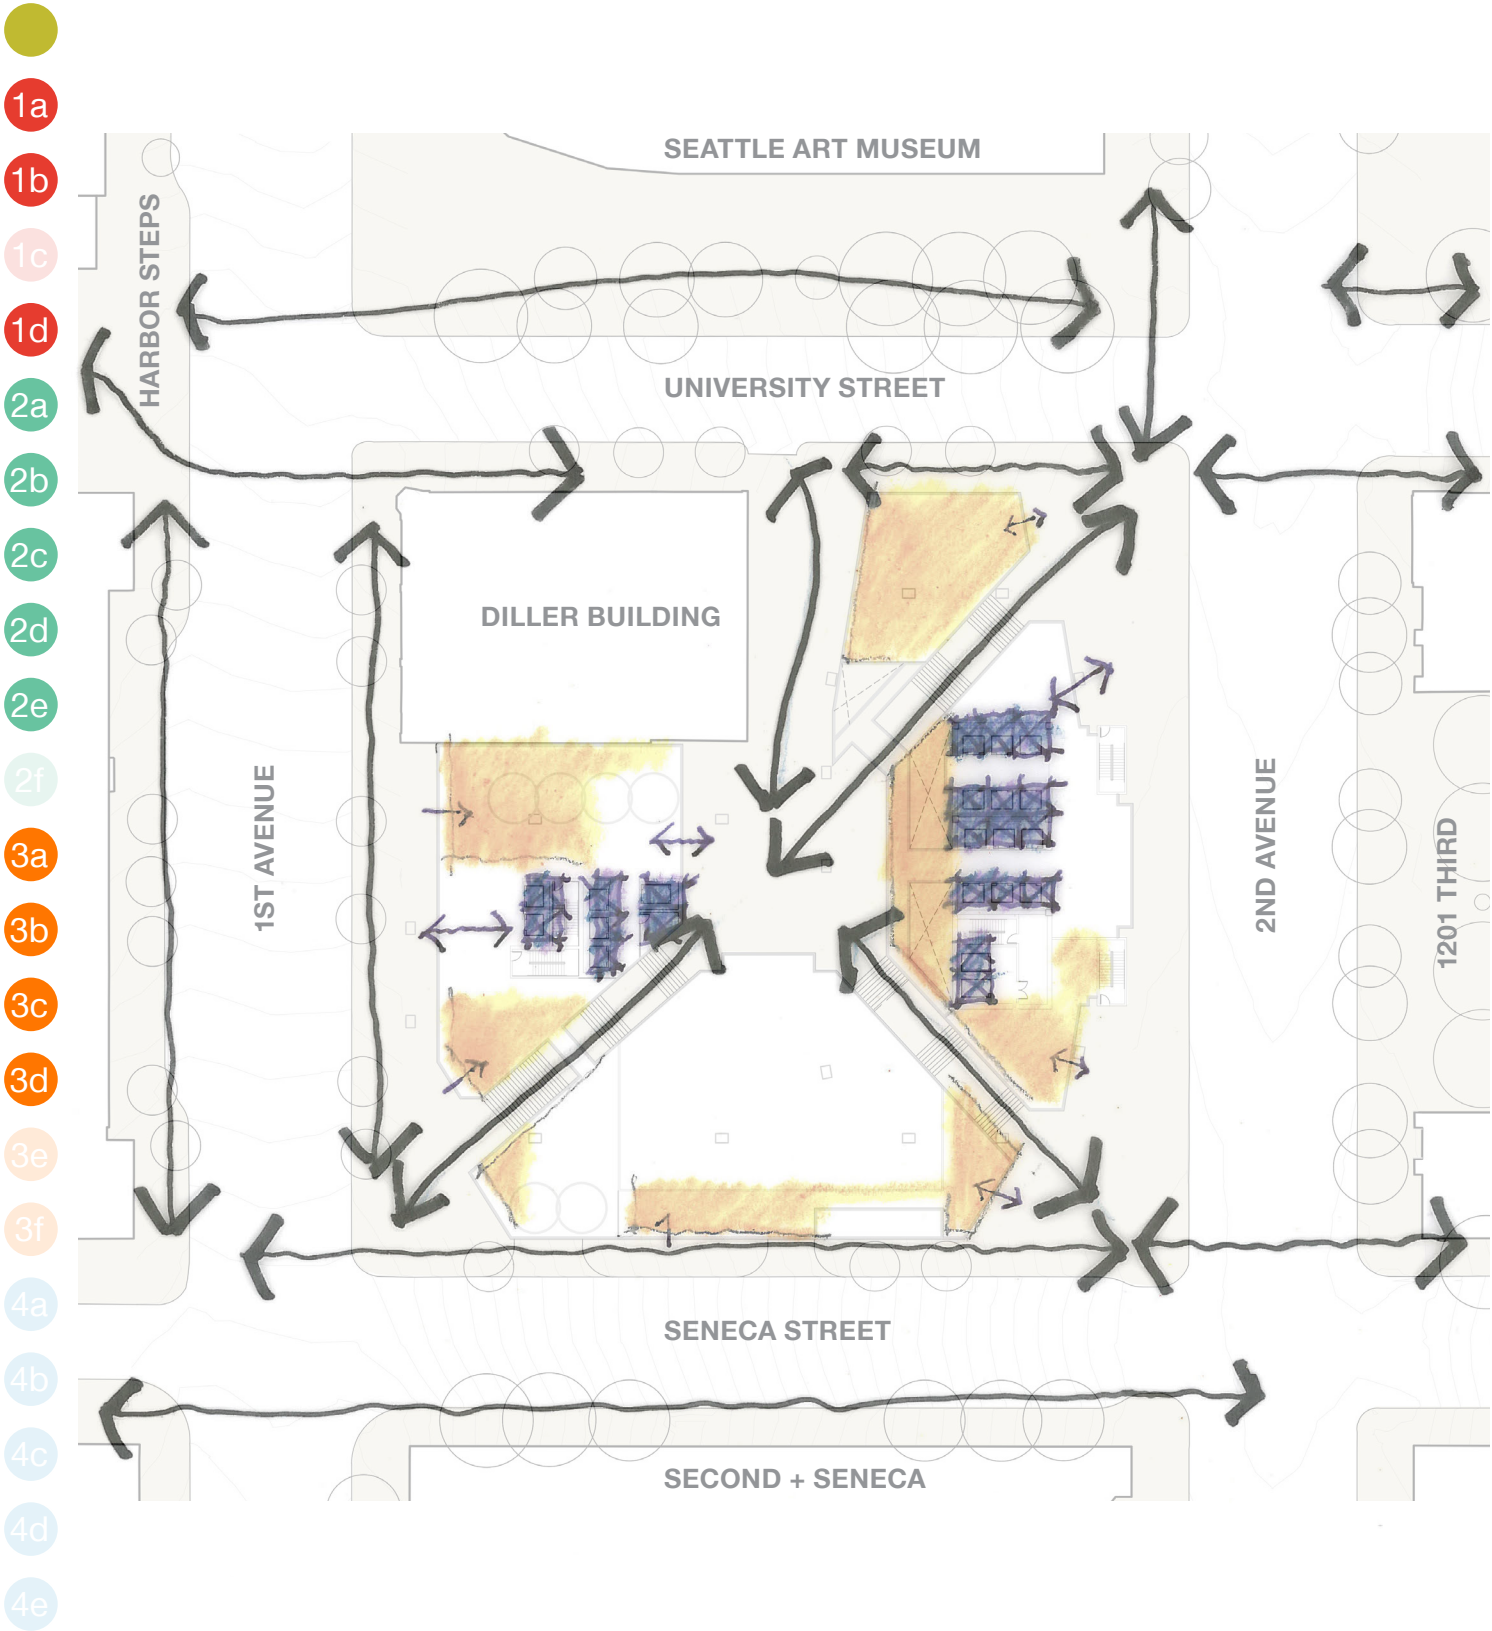 1a
1b
1c
1d
2a
2b
2c
2d
2e
2f
3a
3b
3c
3d
3e
3f
4a
4b
4c
4d
4e
SEATTLE ART MUSEUM
HARBOR STEPS
UNIVERSITY STREET
DILLER BUILDING
1ST AVENUE
2ND AVENUE
1201 THIRD
SENECA STREET
SECOND + SENECA